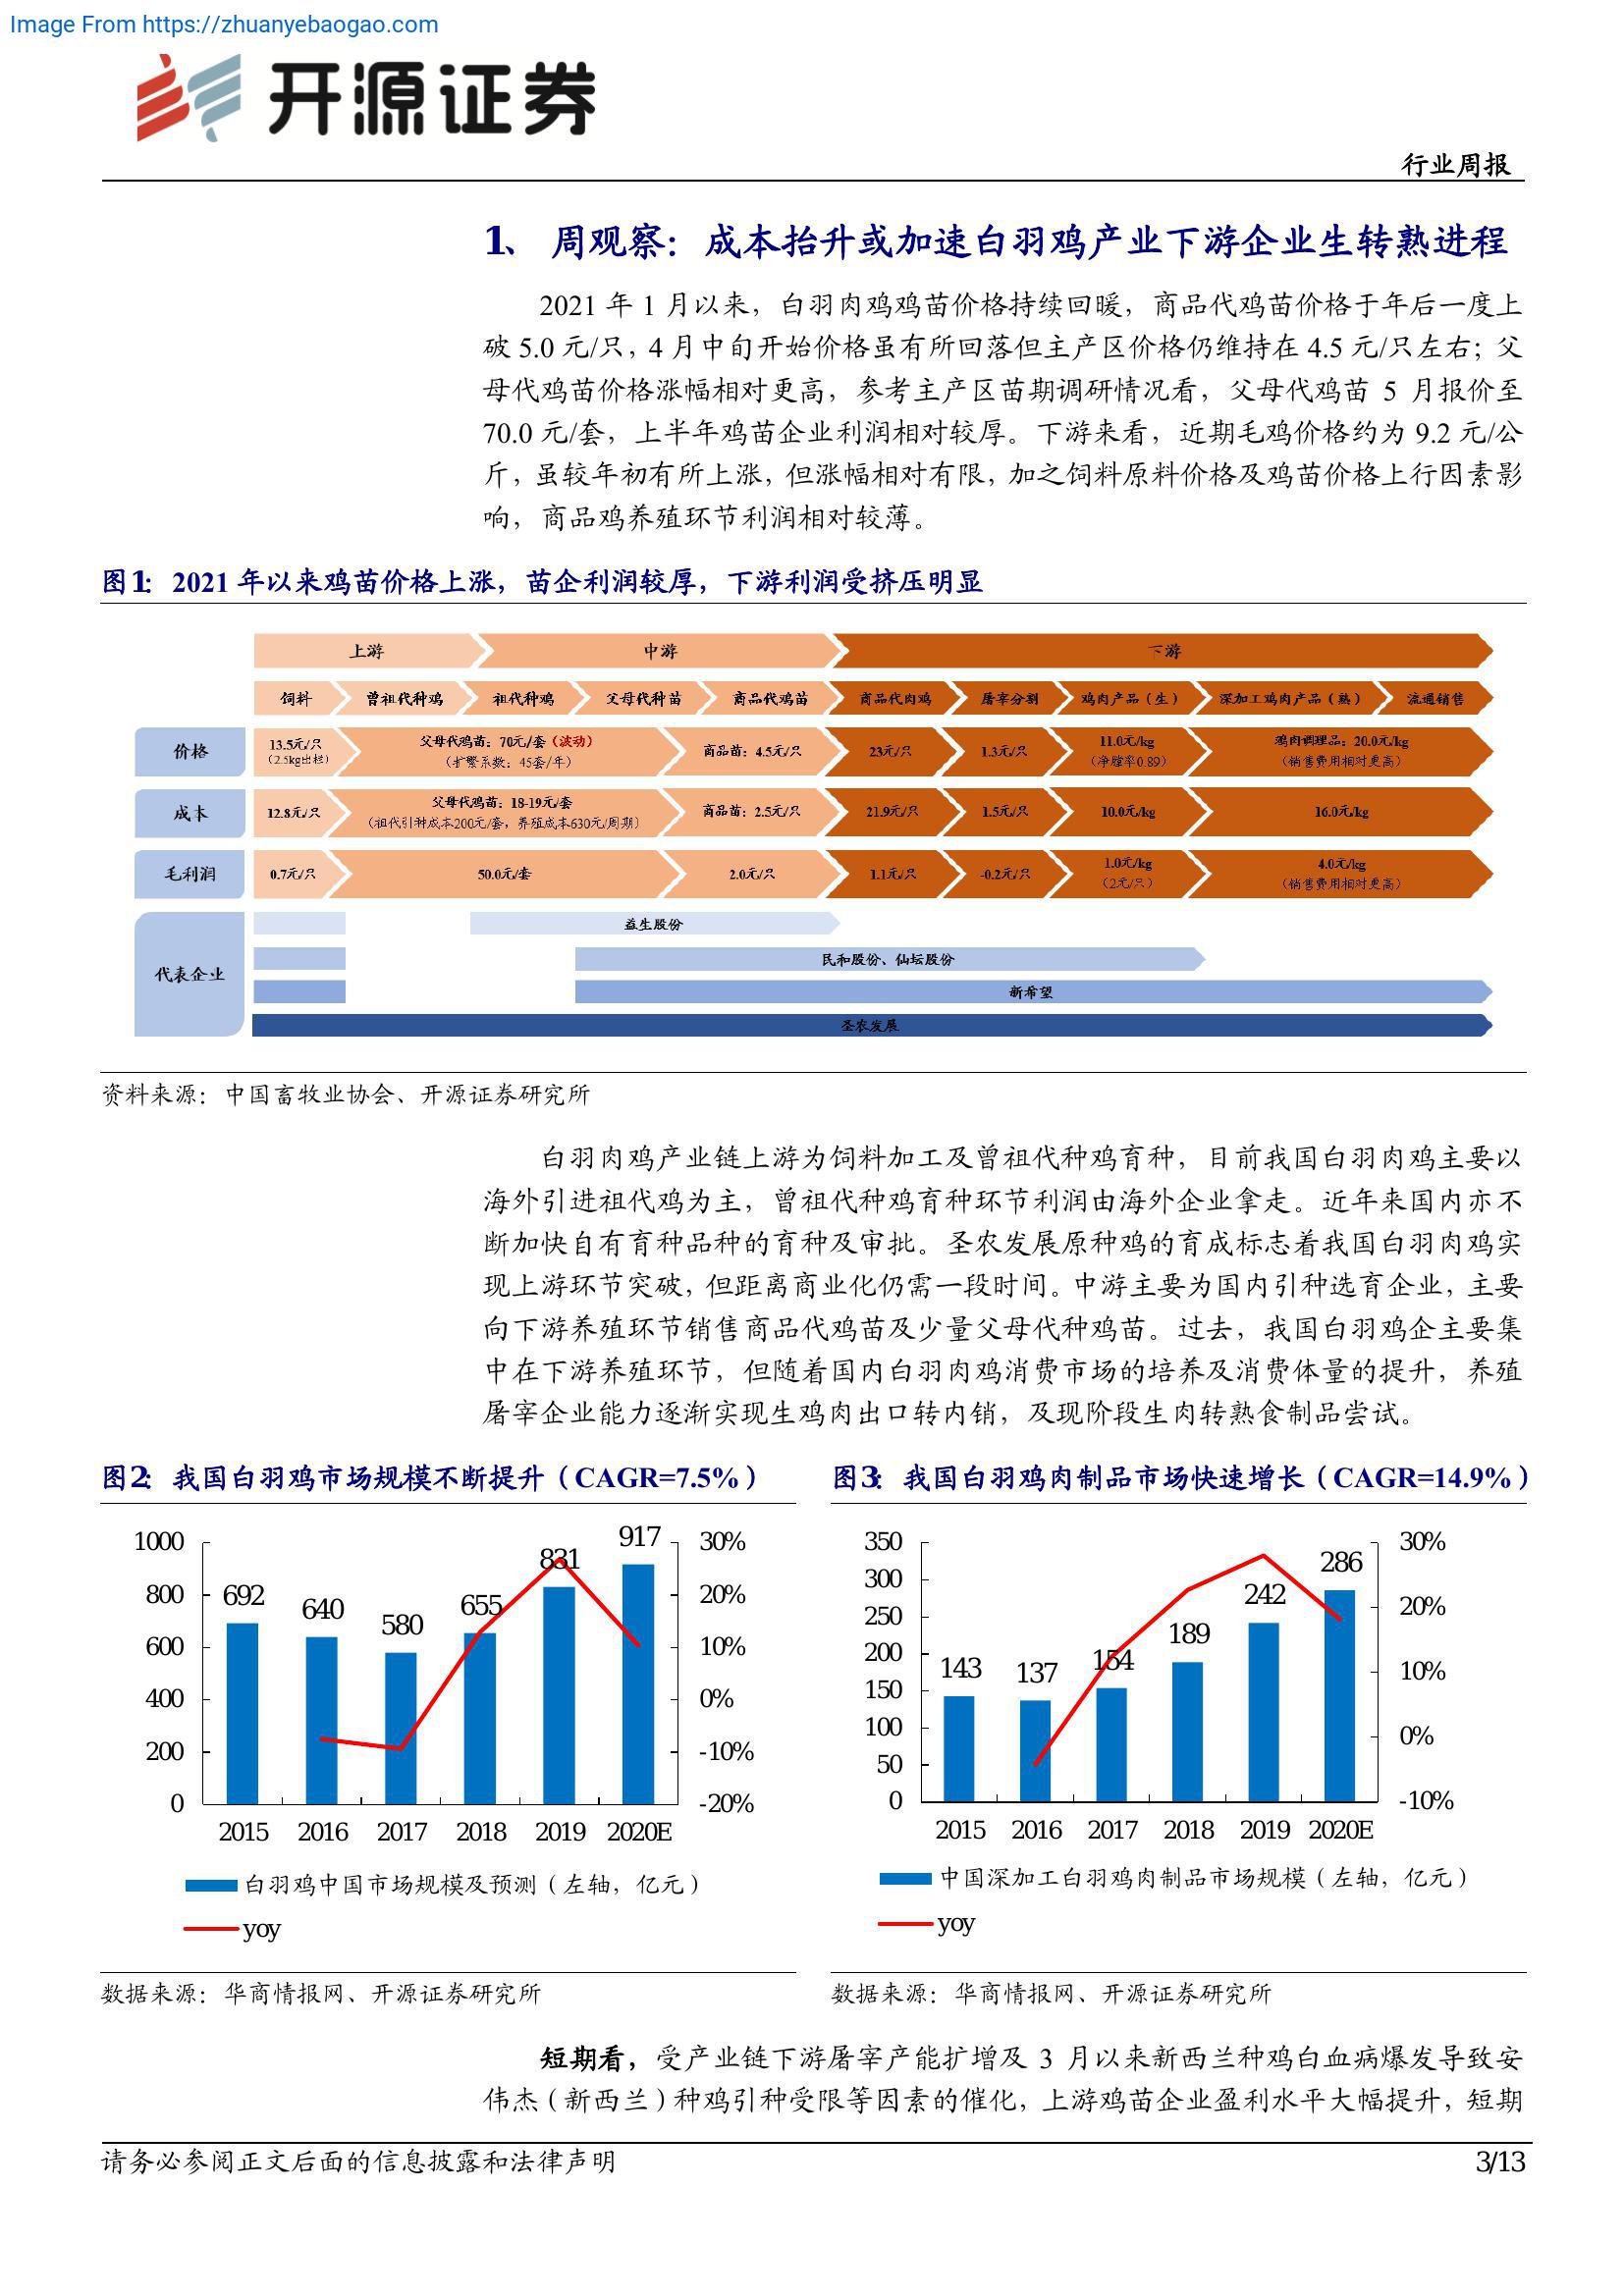 Image From https://zhuanyebaogao.com
开源证券
行业周报
1、 周观察：成本抬升或加速白羽鸡产业下游企业生转熟进程
2021 年 1 月以来，白羽肉鸡鸡苗价格持续回暖，商品代鸡苗价格于年后一度上
破 5.0 元/只，4 月中旬开始价格虽有所回落但主产区价格仍维持在 4.5 元/只左右；父
母代鸡苗价格涨幅相对更高，参考主产区苗期调研情况看，父母代鸡苗 5 月报价至
70.0 元/套，上半年鸡苗企业利润相对较厚。下游来看，近期毛鸡价格约为 9.2 元/公
斤，虽较年初有所上涨，但涨幅相对有限，加之饲料原料价格及鸡苗价格上行因素影
响，商品鸡养殖环节利润相对较薄。
图1：2021 年以来鸡苗价格上涨，苗企利润较厚，下游利润受挤压明显
上游 中游 下游
饲料 曾祖代种鸡 祖代种鸡 父母代种苗 商品代鸡苗 商品代肉鸡 屠宰分割 鸡肉产品（生） 深加工鸡肉产品（熟） 流通销售
价格 13.5元/只 父母代鸡苗：70元/套（波动） 商品苗：4.5元/只 23元/只 1.3元/只 11.0元/kg 鸡肉调理品：20.0元/kg
（2.5kg出栏） （扩繁系数：45套/年） （净膛率0.89） （销售费用相对更高）
成本 12.8元/只 父母代鸡苗：18-19元/套 商品苗：2.5元/只 21.9元/只 1.5元/只 10.0元/kg 16.0元/kg
（祖代引种成本200元/套，养殖成本630元/周期）
毛利润 0.7元/只 50.0元/套 2.0元/只 1.1元/只 -0.2元/只 1.0元/kg 4.0元/kg
（2元/只） （销售费用相对更高）
代表企业
益生股份
民和股份、仙坛股份
新希望
圣农发展
资料来源：中国畜牧业协会、开源证券研究所
白羽肉鸡产业链上游为饲料加工及曾祖代种鸡育种，目前我国白羽肉鸡主要以
海外引进祖代鸡为主，曾祖代种鸡育种环节利润由海外企业拿走。近年来国内亦不
断加快自有育种品种的育种及审批。圣农发展原种鸡的育成标志着我国白羽肉鸡实
现上游环节突破，但距离商业化仍需一段时间。中游主要为国内引种选育企业，主要
向下游养殖环节销售商品代鸡苗及少量父母代种鸡苗。过去，我国白羽鸡企主要集
中在下游养殖环节，但随着国内白羽肉鸡消费市场的培养及消费体量的提升，养殖
屠宰企业能力逐渐实现生鸡肉出口转内销，及现阶段生肉转熟食制品尝试。
图2：我国白羽鸡市场规模不断提升（CAGR=7.5%）
1000 800 600 400 200 0
692 640 580 655 831 917
30% 20% 10% 0% -10% -20%
2015 2016 2017 2018 2019 2020E
白羽鸡中国市场规模及预测（左轴，亿元）
yoy
数据来源：华商情报网、开源证券研究所
图3：我国白羽鸡肉制品市场快速增长（CAGR=14.9%）
350 300 250 200 150 100 50 0
143 137 154 189 242 286
30% 20% 10% 0% -10%
2015 2016 2017 2018 2019 2020E
中国深加工白羽鸡肉制品市场规模（左轴，亿元）
yoy
数据来源：华商情报网、开源证券研究所
短期看，受产业链下游屠宰产能扩增及 3 月以来新西兰种鸡白血病爆发导致安
伟杰（新西兰）种鸡引种受限等因素的催化，上游鸡苗企业盈利水平大幅提升，短期
请务必参阅正文后面的信息披露和法律声明
3/13